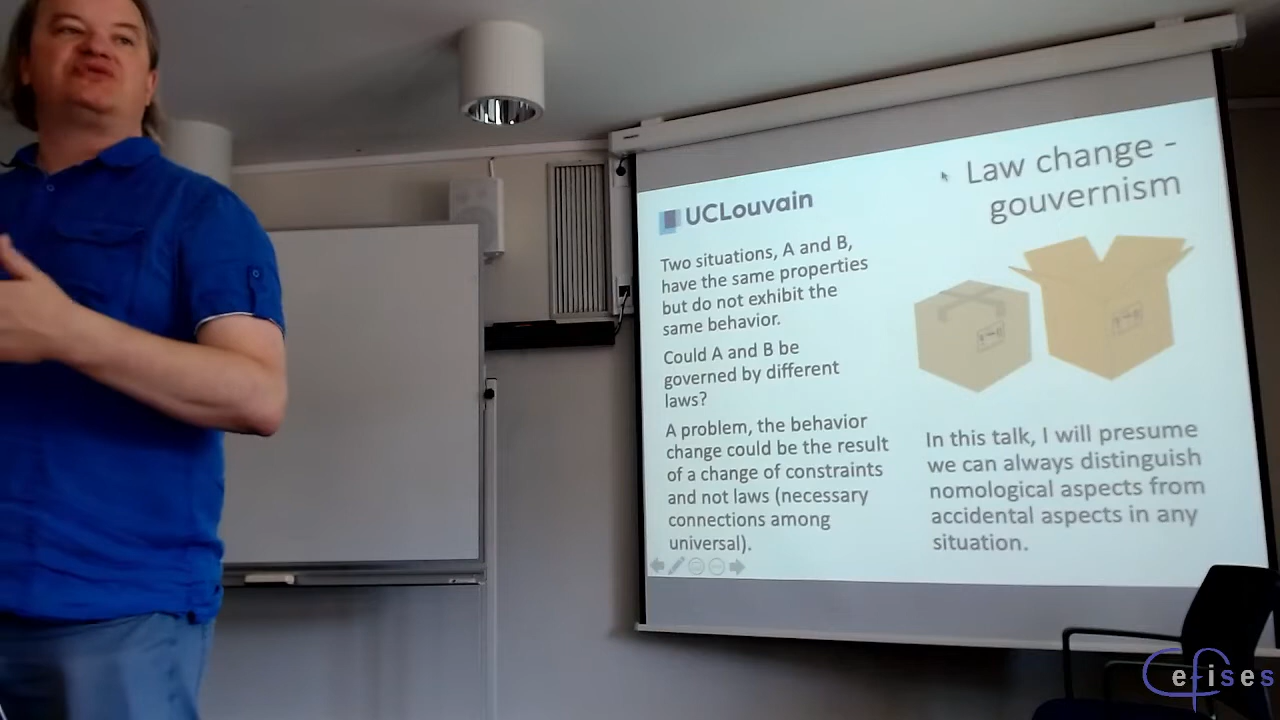 UCLouvain
Law change -
gouvernism
Two situations, A and B,
have the same properties
but do not exhibit the
same behavior.
Could A and B be
governed by different
laws?
A problem, the behavior
change could be the result
of a change of constraints
and not laws (necessary
connections among
universal).
In this talk, I will presume
we can always distinguish
nomological aspects from
accidental aspects in any
situation.
Cefises